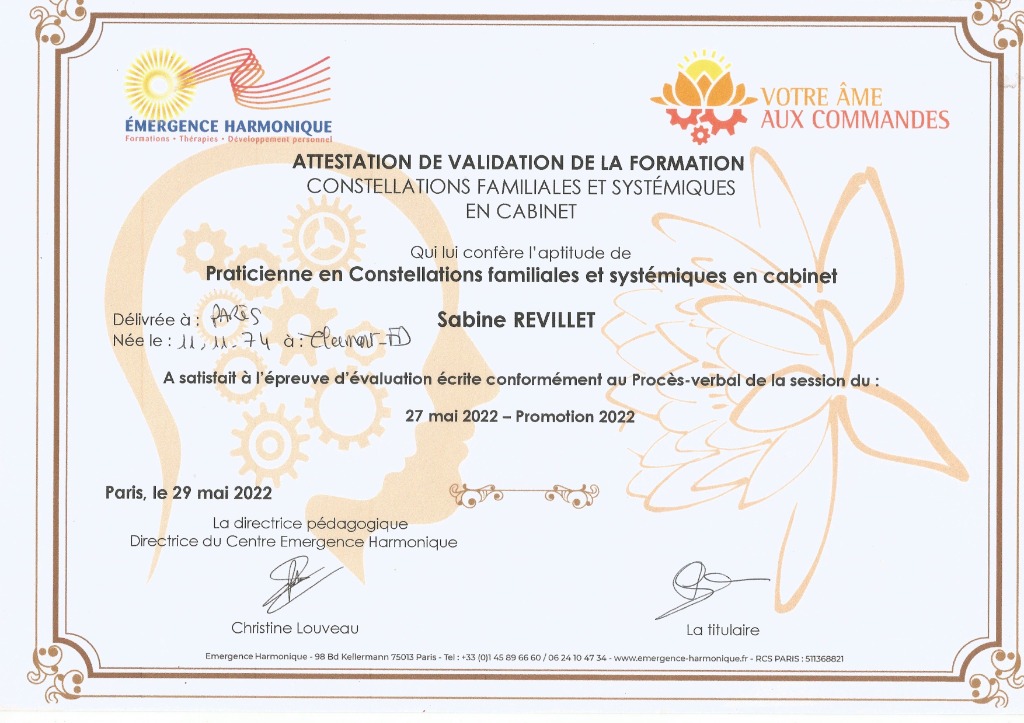 ÉMERGENCE HARMONIQUE
Formations • Thérapies • Développement personnel
VOTRE ÂME
AUX COMMANDES
ATTESTATION DE VALIDATION DE LA FORMATION
CONSTELLATIONS FAMILIALES ET SYSTÉMIQUES
EN CABINET
Qui lui confère l'aptitude de
Praticienne en Constellations familiales et systémiques en cabinet
Délivrée à : PARIS
Sabine REVILLET
Née le : 11.11.74 à : Clermont-FD
A satisfait à l'épreuve d'évaluation écrite conformément au Procès-verbal de la session du :
27 mai 2022 – Promotion 2022
Paris, le 29 mai 2022
La directrice pédagogique
Directrice du Centre Emergence Harmonique
Christine Louveau
La titulaire
Emergence Harmonique - 98 Bd Kellermann 75013 Paris - Tel : +33 (0)1 45 89 66 60 / 06 24 10 47 34 - www.emergence-harmonique.fr - RCS PARIS : 511368821